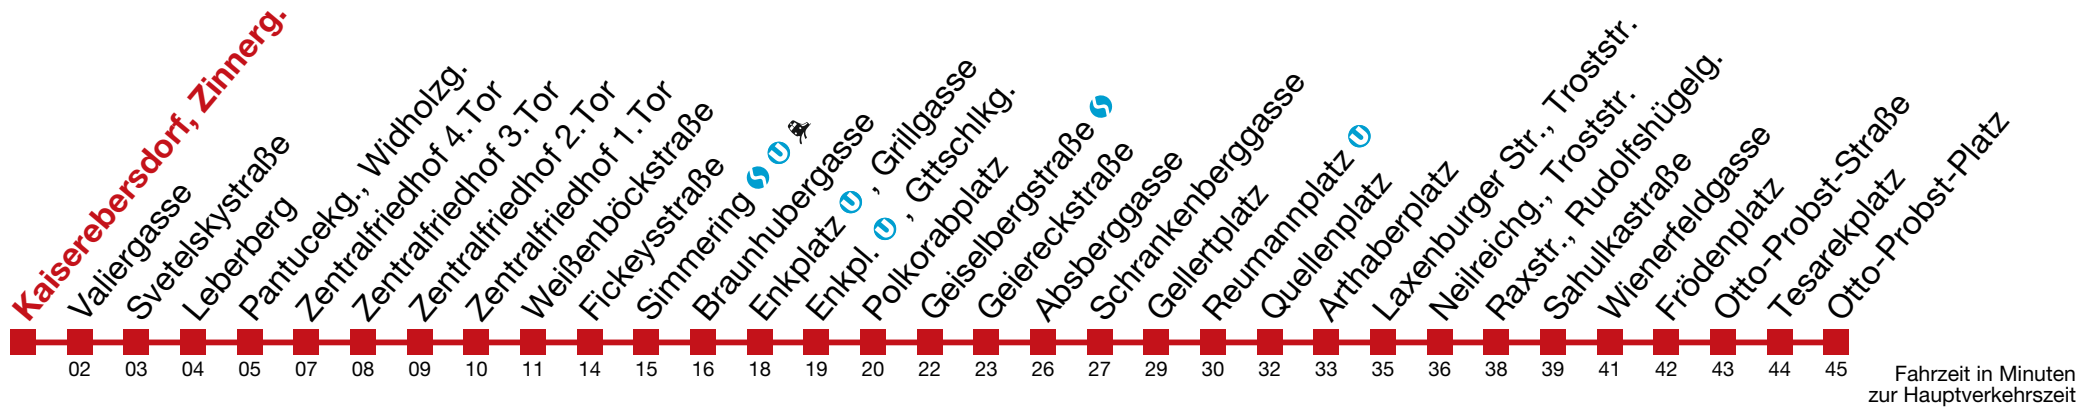 Kaiserebersdorf, Zinnerg.
Valiergasse
Svetelskystraße
Leberberg
Pantucekg., Widholzg.
Zentralfriedhof 4.Tor
Zentralfriedhof 3.Tor
Zentralfriedhof 2.Tor
Zentralfriedhof 1.Tor
Weißenböckstraße
Fickeysstraße
Simmering S U
Braunhubergasse
Enkplatz U , Grillgasse
Enkpl. U , Gttschlkg.
Polkorabplatz
Geiselbergstraße S
Geiereckstraße
Absberggasse
Schrankenberggasse
Gellertplatz
Reumannplatz U
Quellenplatz
Arthaberplatz
Laxenburger Str., Troststr.
Neilreichg., Troststr.
Raxstr., Rudolfshügelg.
Sahulkastraße
Wienerfeldgasse
Frödenplatz
Otto-Probst-Straße
Tesarekplatz
Otto-Probst-Platz
02 03 04 05 07 08 09 10 11 14 15 16 18 19 20 22 23 26 27 29 30 32 33 35 36 38 39 41 42 43 44 45
Fahrzeit in Minuten
zur Hauptverkehrszeit